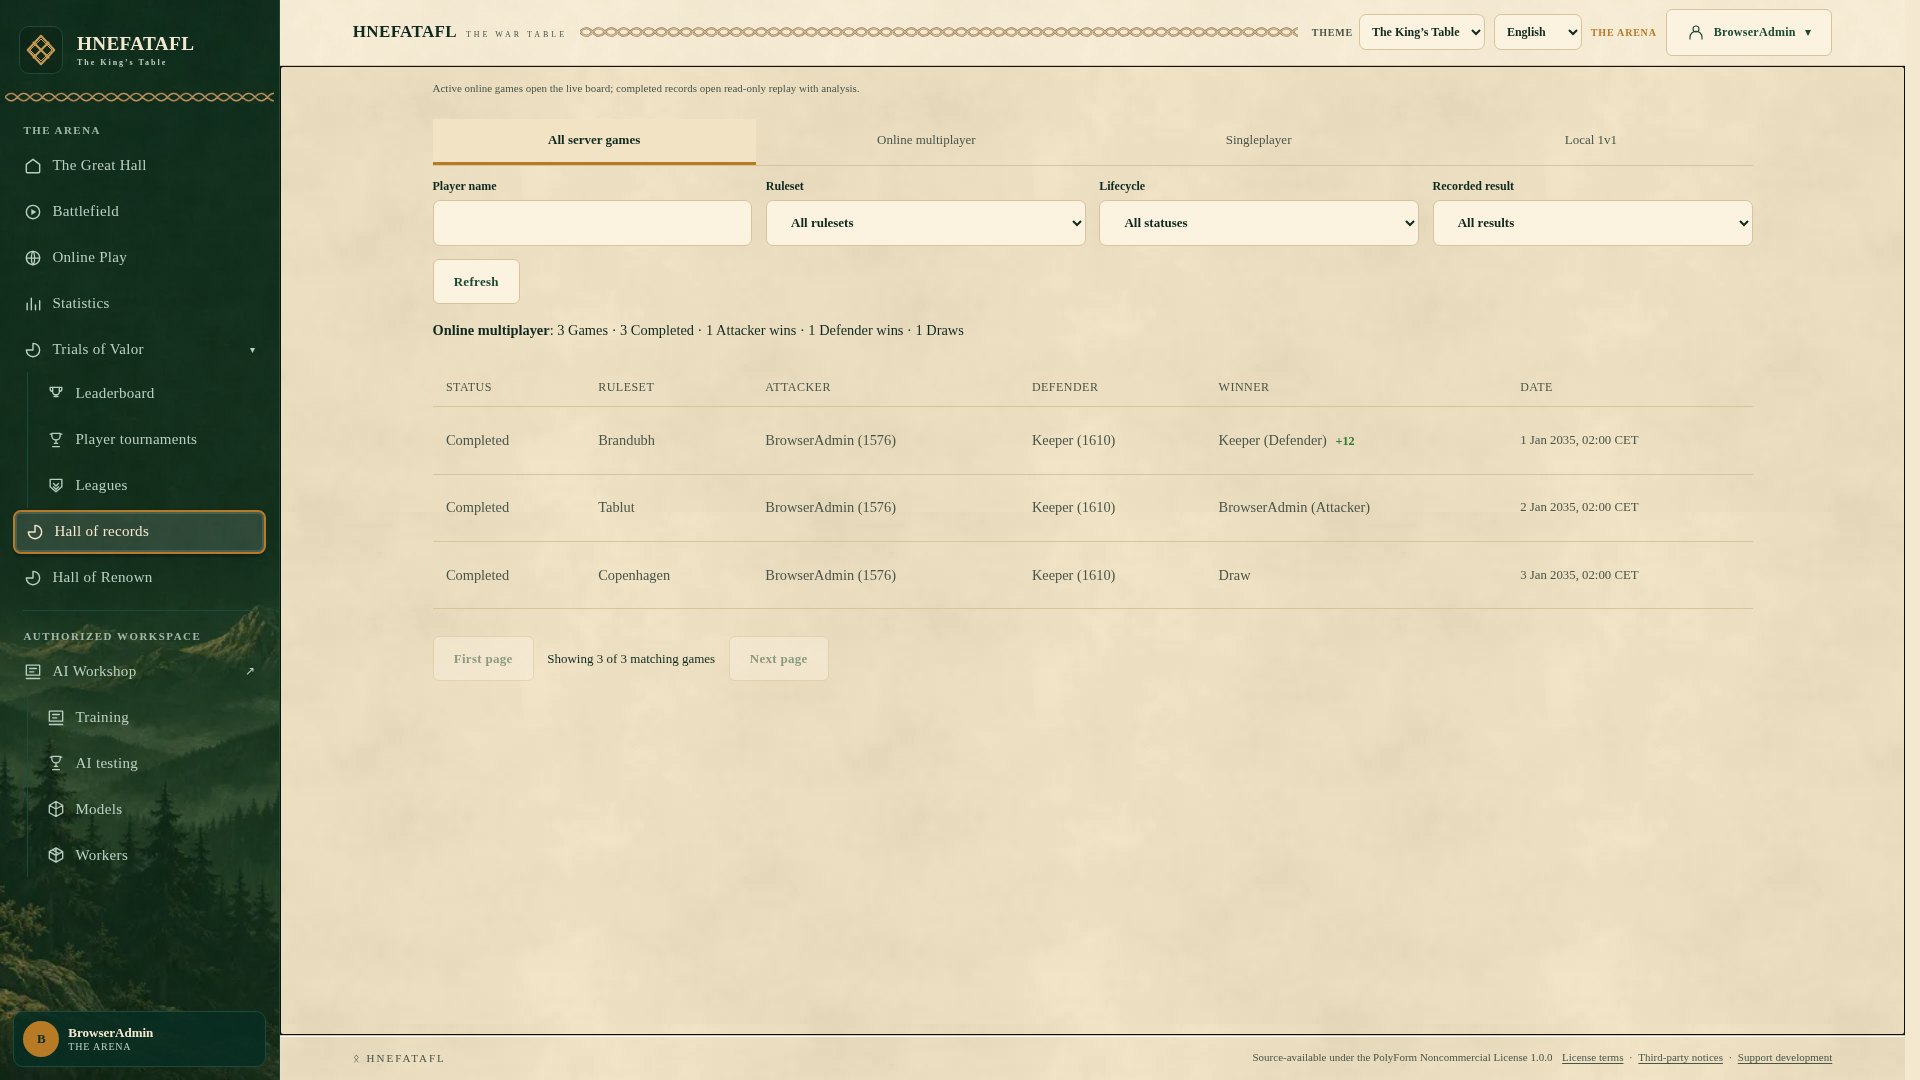 HNEFATAFL
The King's Table
THE ARENA
The Great Hall
Battlefield
Online Play
Statistics
Trials of Valor ▾
Leaderboard
Player tournaments
Leagues
Hall of records
Hall of Renown
AUTHORIZED WORKSPACE
AI Workshop ↗
Training
AI testing
Models
Workers
B
BrowserAdmin
THE ARENA
HNEFATAFL THE WAR TABLE
THEME The King's Table English THE ARENA BrowserAdmin ▾
Active online games open the live board; completed records open read-only replay with analysis.
All server games Online multiplayer Singleplayer Local 1v1
Player name Ruleset Lifecycle Recorded result
All rulesets All statuses All results
Refresh
Online multiplayer: 3 Games · 3 Completed · 1 Attacker wins · 1 Defender wins · 1 Draws
STATUS RULESET ATTACKER DEFENDER WINNER DATE
Completed Brandubh BrowserAdmin (1576) Keeper (1610) Keeper (Defender) +12 1 Jan 2035, 02:00 CET
Completed Tablut BrowserAdmin (1576) Keeper (1610) BrowserAdmin (Attacker) 2 Jan 2035, 02:00 CET
Completed Copenhagen BrowserAdmin (1576) Keeper (1610) Draw 3 Jan 2035, 02:00 CET
First page Showing 3 of 3 matching games Next page
ᛟ HNEFATAFL
Source-available under the PolyForm Noncommercial License 1.0.0 License terms · Third-party notices · Support development